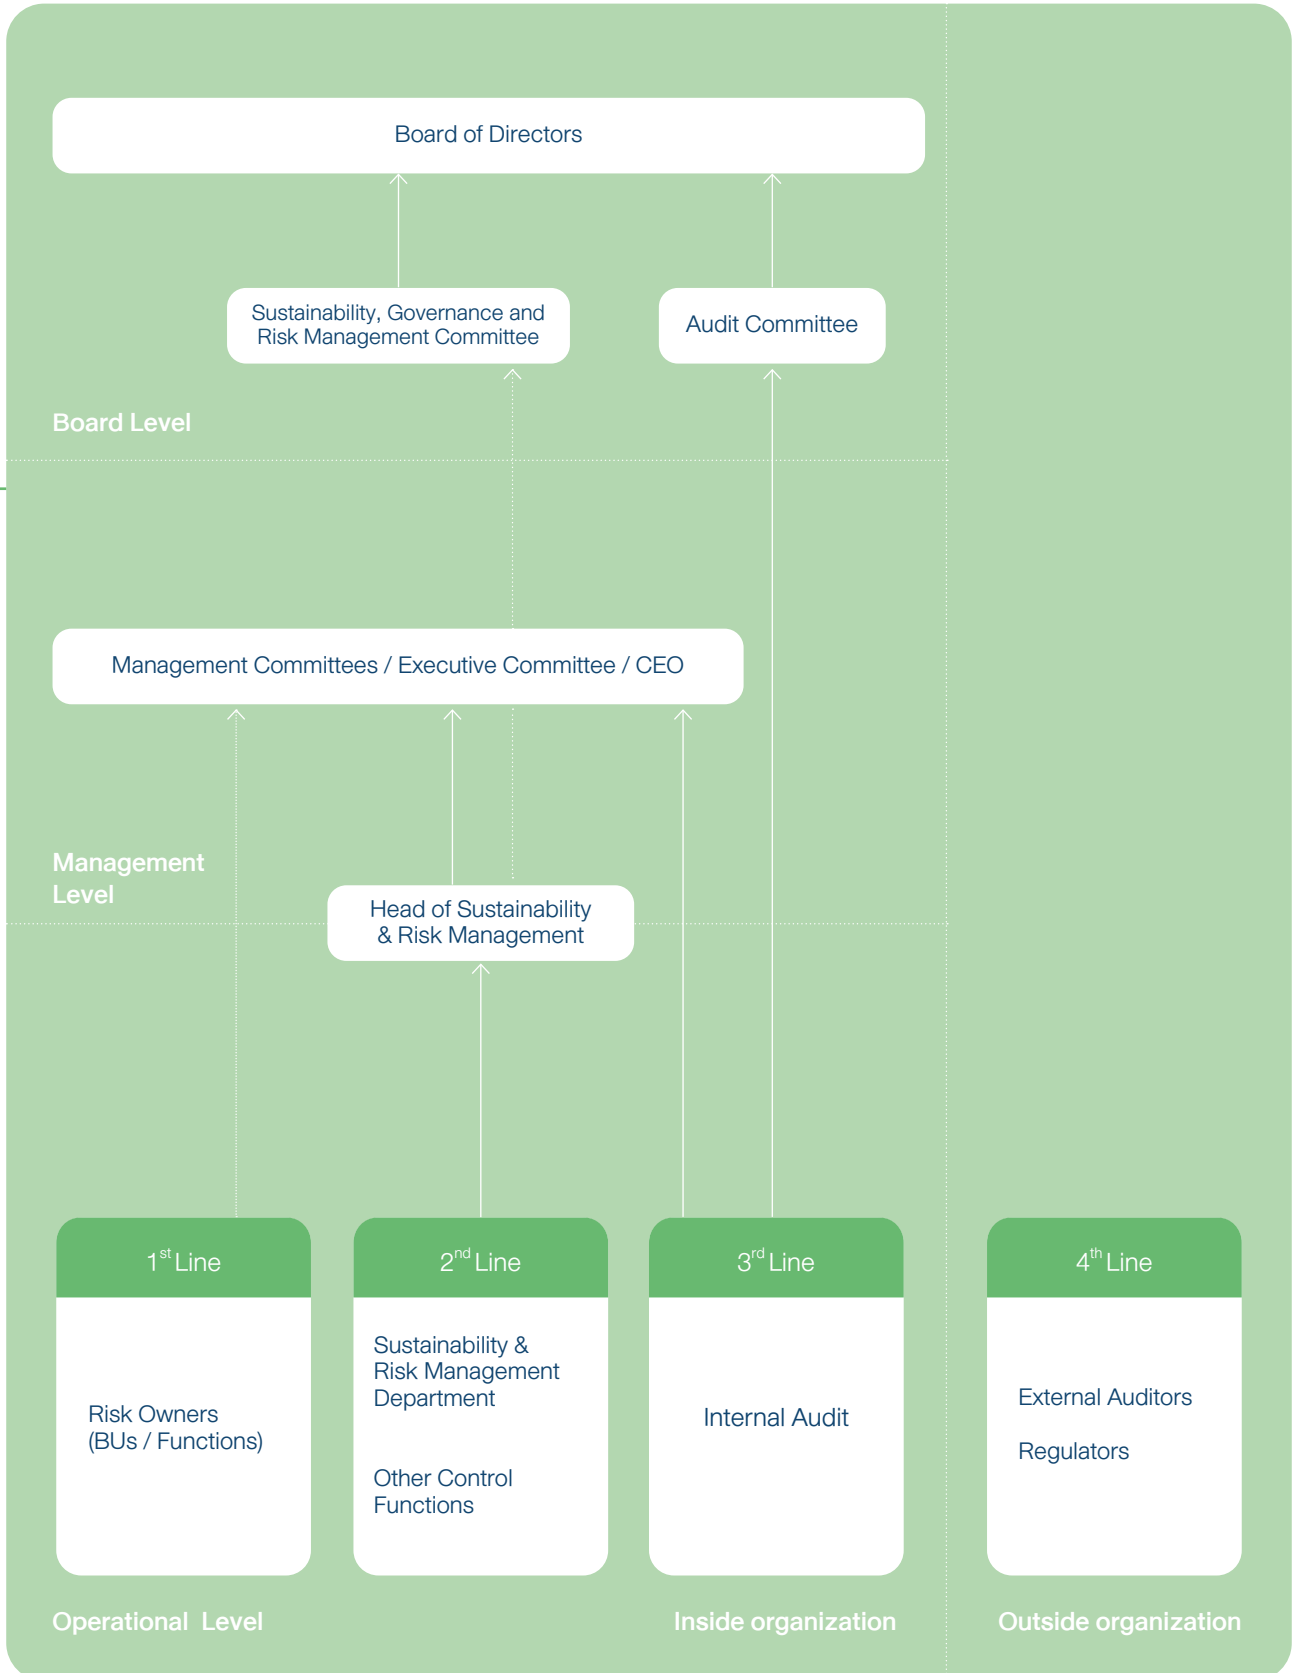 Board of Directors
Sustainability, Governance and
Risk Management Committee
Audit Committee
Board Level
Management Committees / Executive Committee / CEO
Management
Level
Head of Sustainability
& Risk Management
1st Line
2nd Line
3rd Line
4th Line
Risk Owners
(BUs / Functions)
Sustainability &
Risk Management
Department
Other Control
Functions
Internal Audit
External Auditors
Regulators
Operational Level
Inside organization
Outside organization